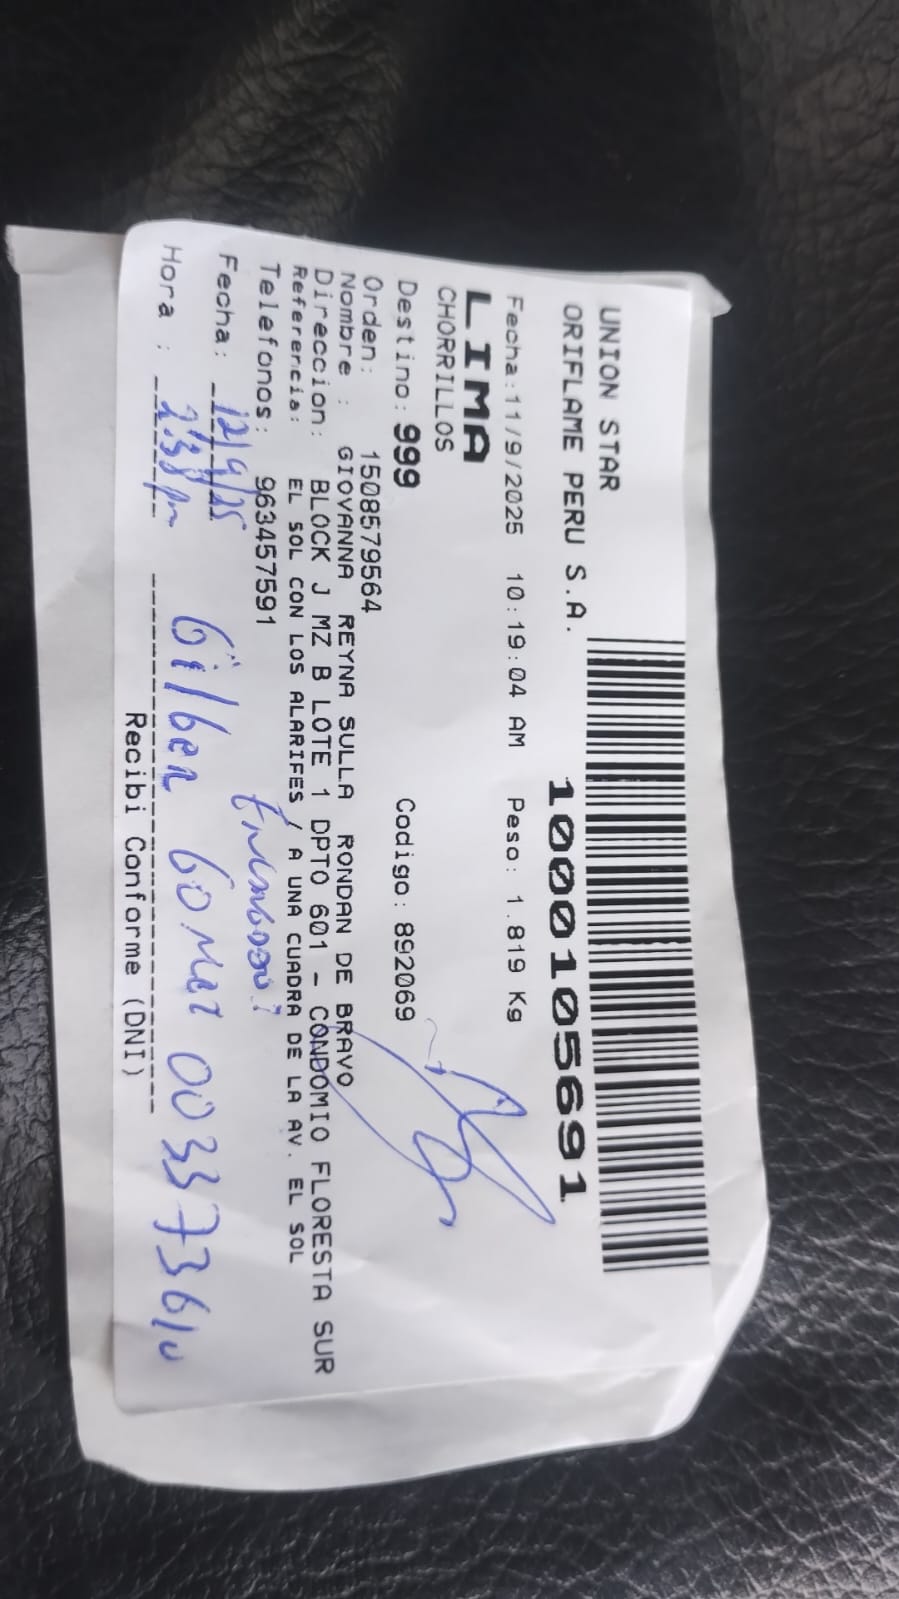 UNION STAR
ORIFLAME PERU S.A.
1000105691
Fecha:11/9/2025 10:19:04 AM Peso: 1.819 Kg
LIMA
CHORRILLOS
Destino: 999 Codigo: 892069
Orden: 1508579564
Nombre : GIOVANNA REYNA SULLA RONDAN DE BRAVO
Direccion: BLOCK J MZ B LOTE 1 DPTO 601 - CONDOMIO FLORESTA SUR
Referencia: EL SOL CON LOS ALARIFES / A UNA CUADRA DE LA AV. EL SOL
Telefonos: 963457591
Fecha: 12/9/25
Hora : 2:38 pm
Gilber Gomez
Recibi Conforme (DNI)